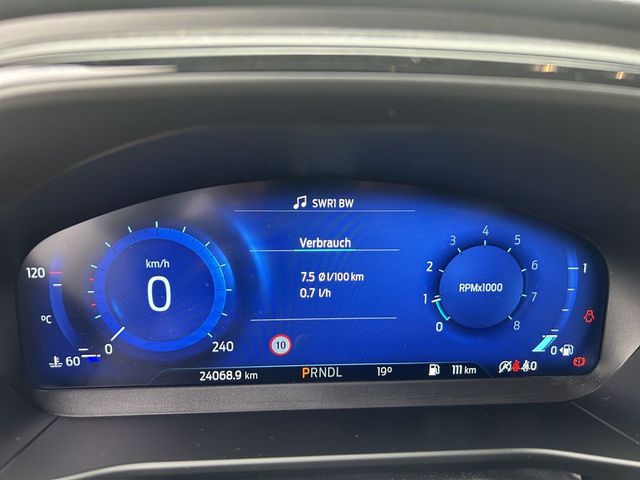 SWR1 BW
Verbrauch
7.5 Ø l/100 km
0.7 l/h
km/h
0
0
240
120
°C
60
10
0
1
2
3
4
5
6
7
8
RPMx1000
1
0
24068.9 km
PRNDL
19°
111 km
0